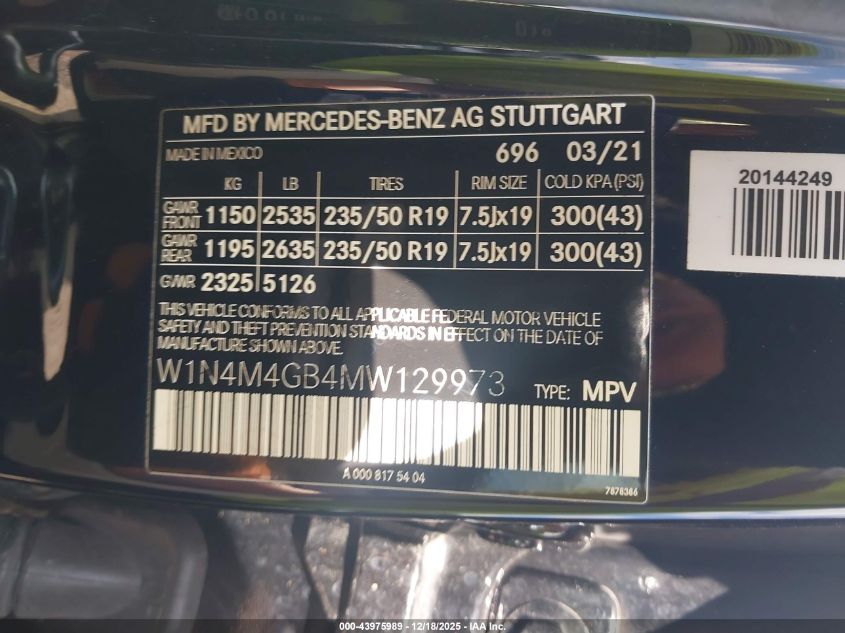 MFD BY MERCEDES-BENZ AG STUTTGART
MADE IN MEXICO 696 03/21
KG LB TIRES RIM SIZE COLD KPA (PSI)
GAWR FRONT 1150 2535 235/50 R19 7.5Jx19 300(43)
GAWR REAR 1195 2635 235/50 R19 7.5Jx19 300(43)
GVWR 2325 5126
THIS VEHICLE CONFORMS TO ALL APPLICABLE FEDERAL MOTOR VEHICLE
SAFETY AND THEFT PREVENTION STANDARDS IN EFFECT ON THE DATE OF
MANUFACTURE SHOWN ABOVE.
W1N4M4GB4MW129973 TYPE: MPV
A 000 817 54 04
7878366
20144249
000-43975989 - 12/18/2025 - IAA Inc.